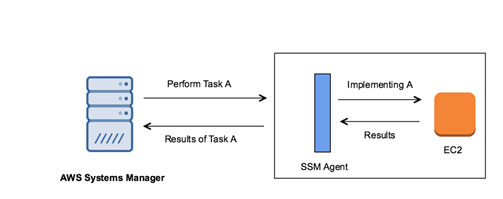 Perform Task A
Implementing A
Results of Task A
Results
SSM Agent
EC2
AWS Systems Manager